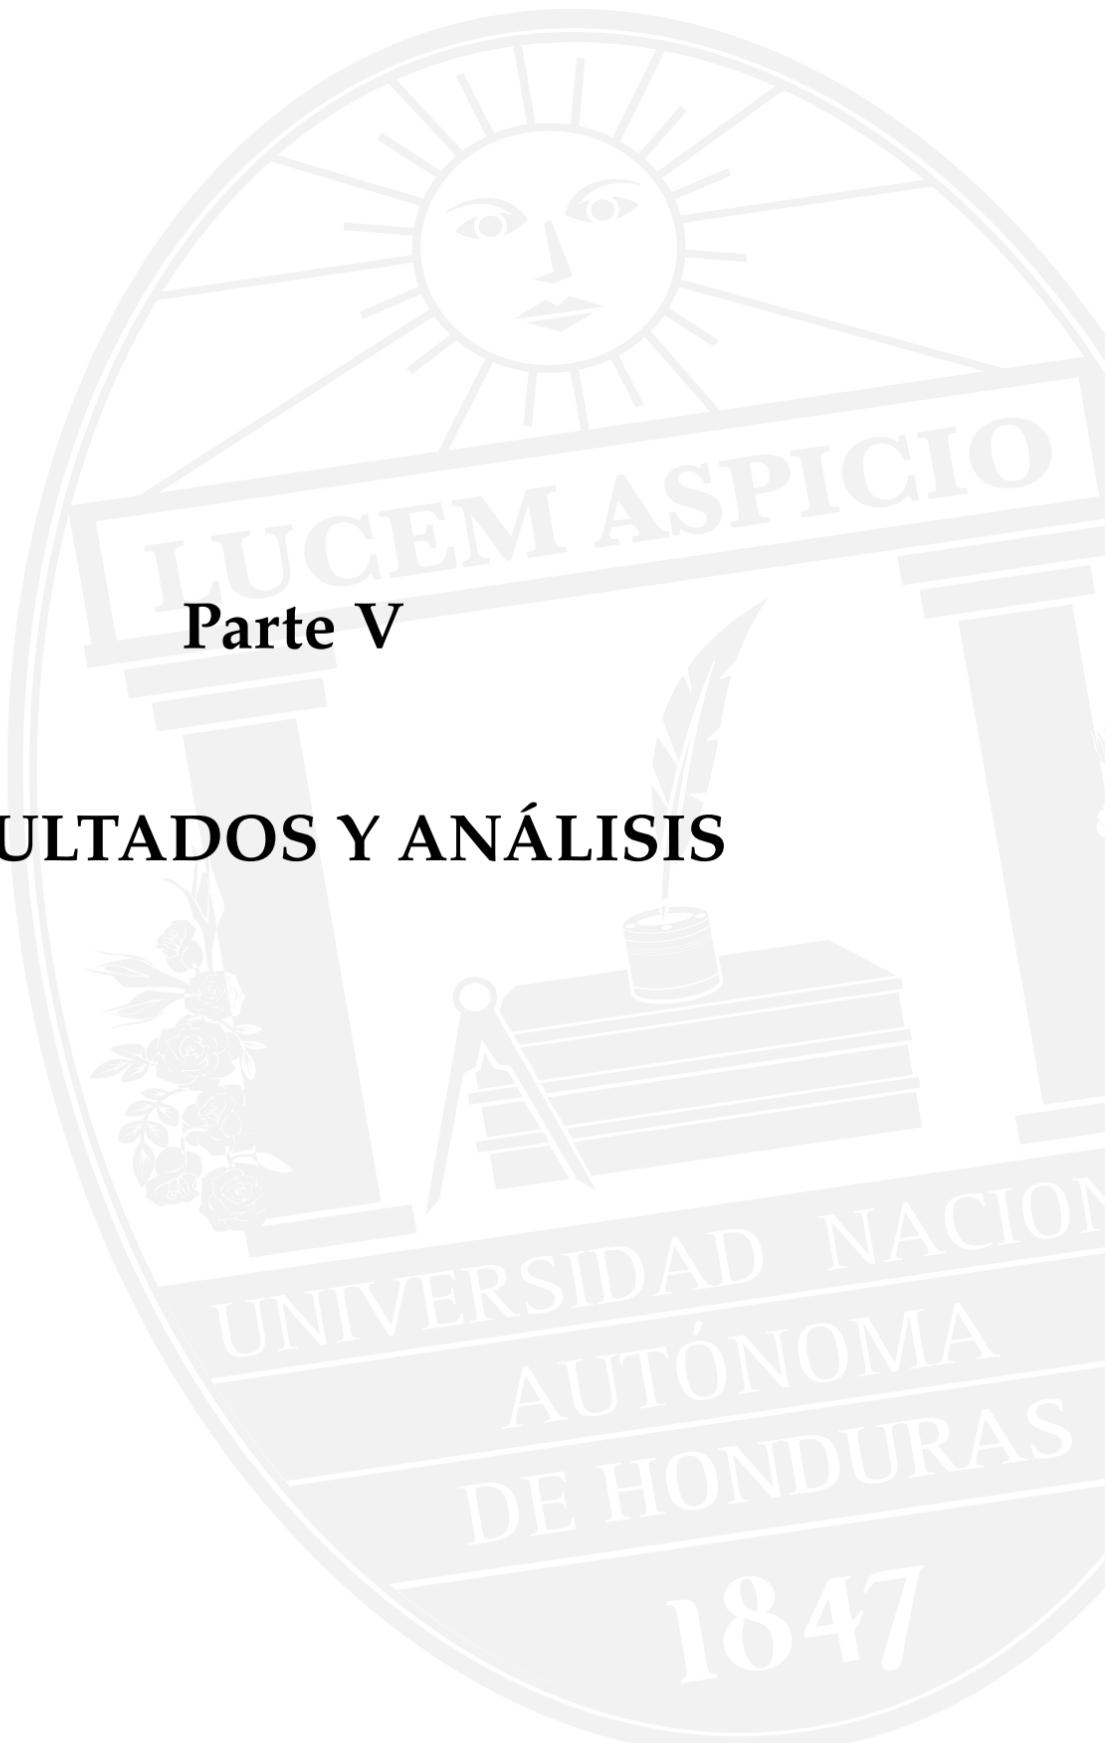 LUCEM ASPICIO
Parte V
ULTADOS Y ANÁLISIS
UNIVERSIDAD NACION
AUTÓNOMA
DE HONDURAS
1847